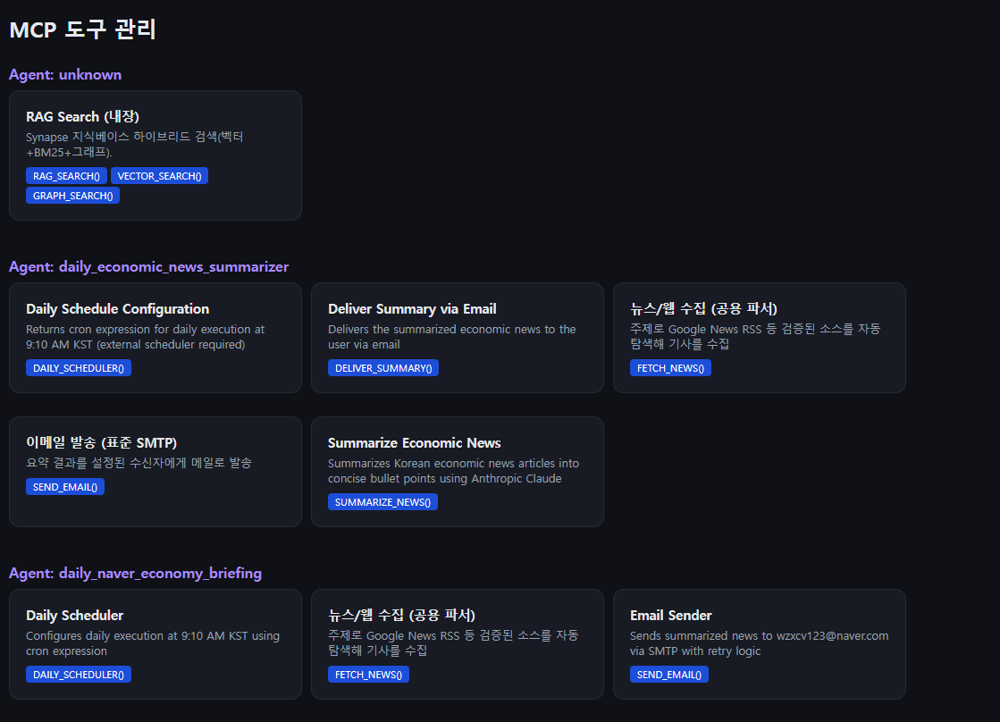 MCP 도구 관리
Agent: unknown
RAG Search (내장)
Synapse 지식베이스 하이브리드 검색(벡터
+BM25+그래프).
RAG_SEARCH() VECTOR_SEARCH()
GRAPH_SEARCH()
Agent: daily_economic_news_summarizer
Daily Schedule Configuration
Returns cron expression for daily execution at
9:10 AM KST (external scheduler required)
DAILY_SCHEDULER()
Deliver Summary via Email
Delivers the summarized economic news to the
user via email
DELIVER_SUMMARY()
뉴스/웹 수집 (공용 파서)
주제로 Google News RSS 등 검증된 소스를 자동
탐색해 기사를 수집
FETCH_NEWS()
이메일 발송 (표준 SMTP)
요약 결과를 설정된 수신자에게 메일로 발송
SEND_EMAIL()
Summarize Economic News
Summarizes Korean economic news articles into
concise bullet points using Anthropic Claude
SUMMARIZE_NEWS()
Agent: daily_naver_economy_briefing
Daily Scheduler
Configures daily execution at 9:10 AM KST using
cron expression
DAILY_SCHEDULER()
뉴스/웹 수집 (공용 파서)
주제로 Google News RSS 등 검증된 소스를 자동
탐색해 기사를 수집
FETCH_NEWS()
Email Sender
Sends summarized news to wzxcv123@naver.com
via SMTP with retry logic
SEND_EMAIL()